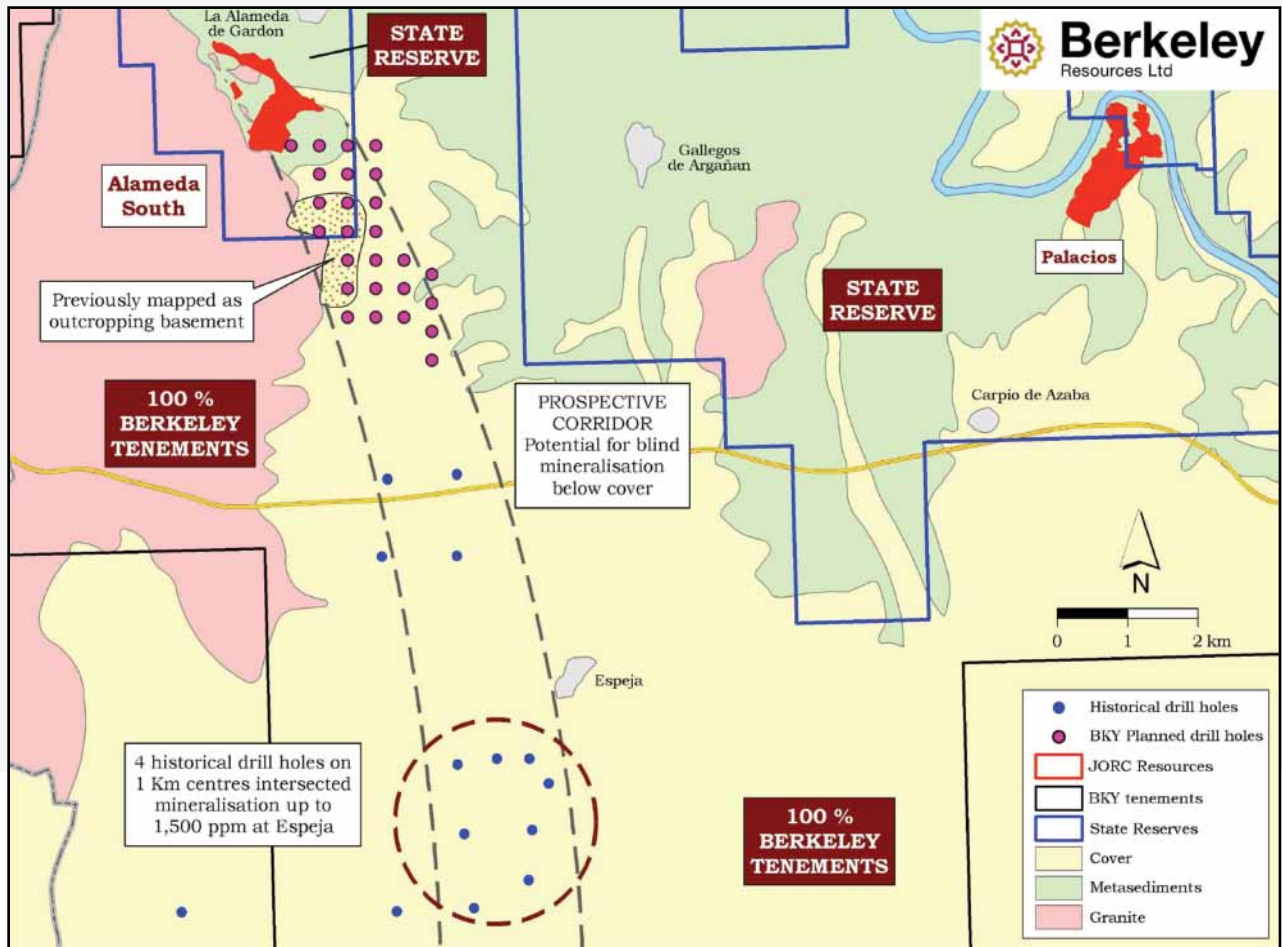 La Alameda
de Gardon
STATE
RESERVE
Berkeley
Resources Ltd
Gallegos
de Argañan
Alameda
South
Palacios
Previously mapped as
outcropping basement
STATE
RESERVE
100 %
BERKELEY
TENEMENTS
PROSPECTIVE
CORRIDOR
Potential for blind
mineralisation
below cover
Carpio de Azaba
N
0 1 2 km
Espeja
4 historical drill holes on
1 Km centres intersected
mineralisation up to
1,500 ppm at Espeja
100 %
BERKELEY
TENEMENTS
Historical drill holes
BKY Planned drill holes
JORC Resources
BKY tenements
State Reserves
Cover
Metasediments
Granite